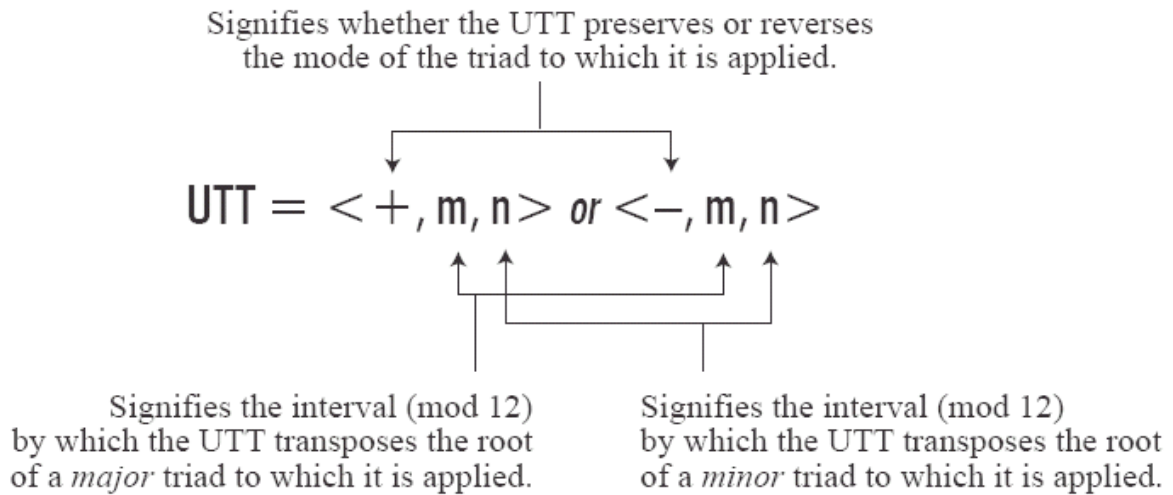 Signifies whether the UTT preserves or reverses
the mode of the triad to which it is applied.
UTT = <+, m, n> or <−, m, n>
Signifies the interval (mod 12)
by which the UTT transposes the root
of a major triad to which it is applied.
Signifies the interval (mod 12)
by which the UTT transposes the root
of a minor triad to which it is applied.